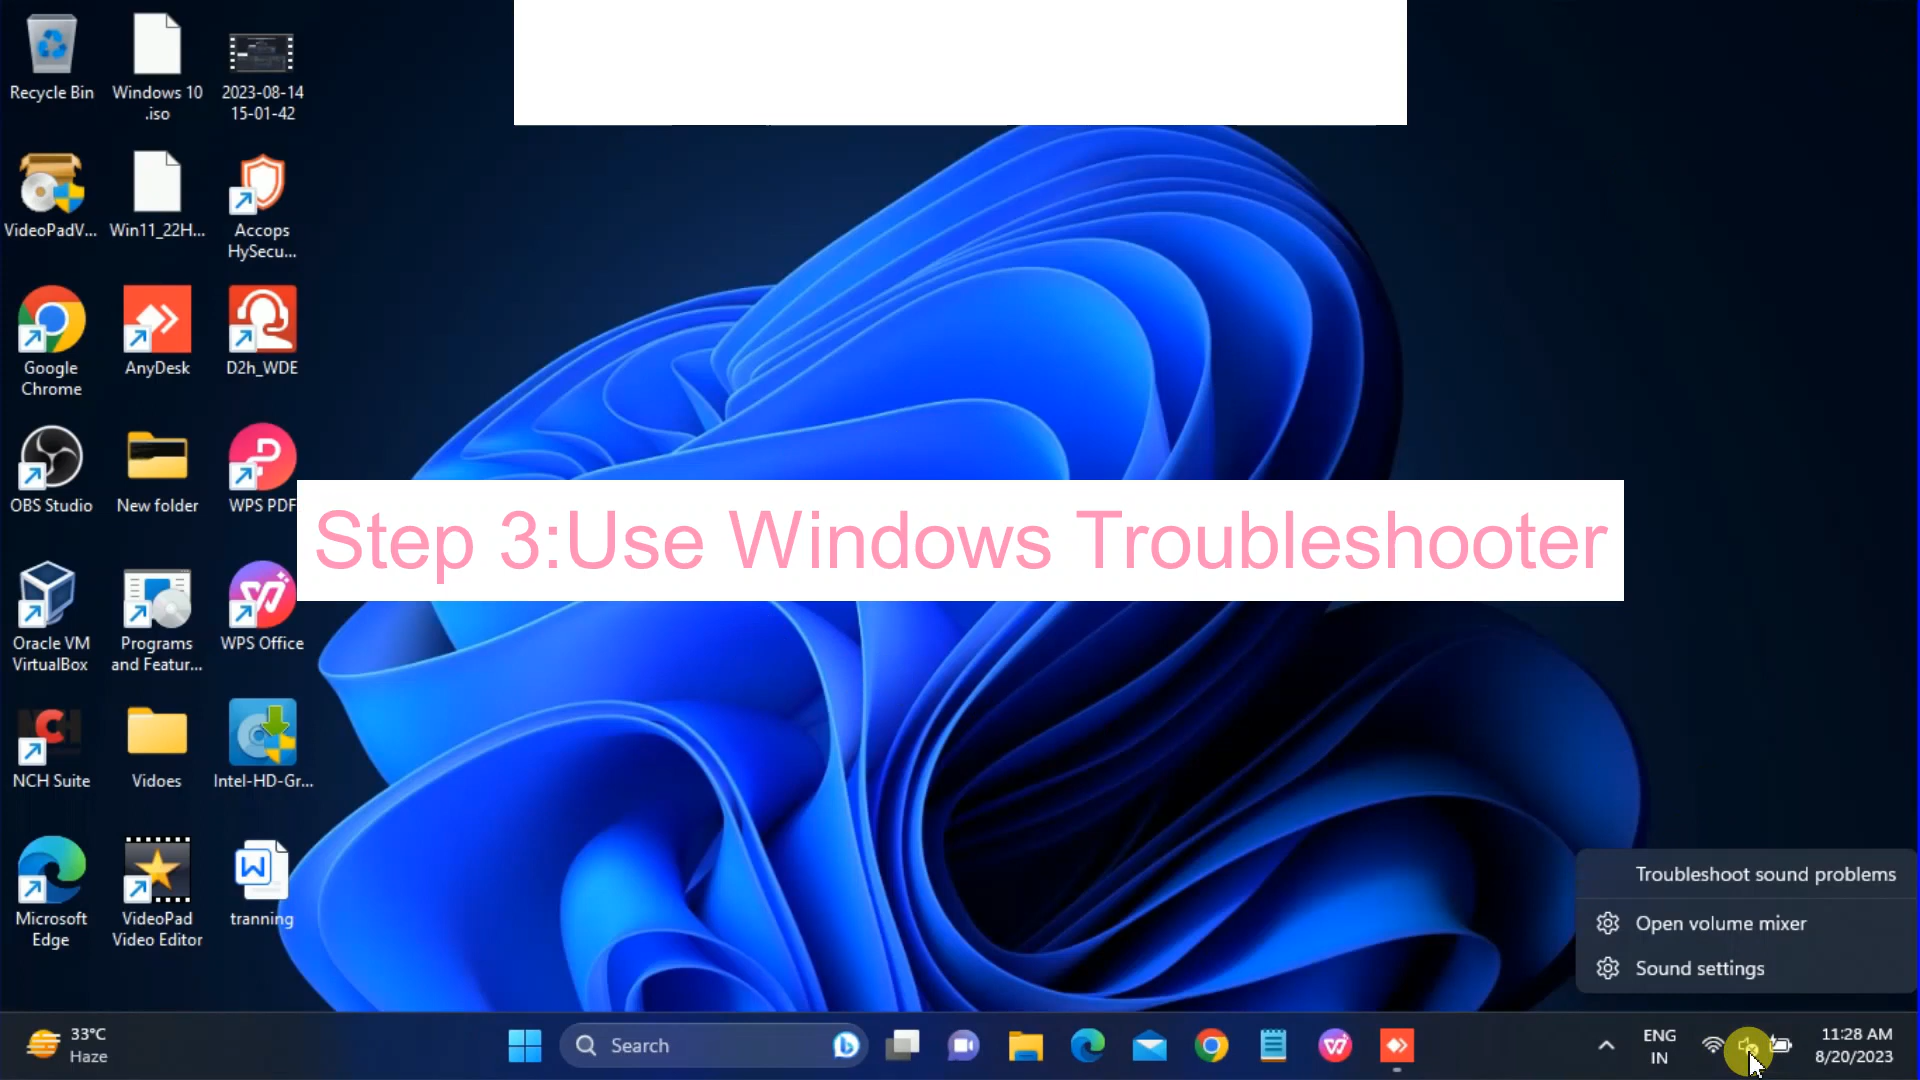 Recycle Bin
Windows 10
.iso
2023-08-14
15-01-42
VideoPadV...
Win11_22H...
Accops
HySecu...
Google
Chrome
AnyDesk
D2h_WDE
OBS Studio
New folder
WPS PDF
Step 3:Use Windows Troubleshooter
Oracle VM
VirtualBox
Programs
and Featur...
WPS Office
NCH Suite
Vidoes
Intel-HD-Gr...
Microsoft
Edge
VideoPad
Video Editor
tranning
Troubleshoot sound problems
Open volume mixer
Sound settings
33°C
Haze
Search
ENG
IN
11:28 AM
8/20/2023